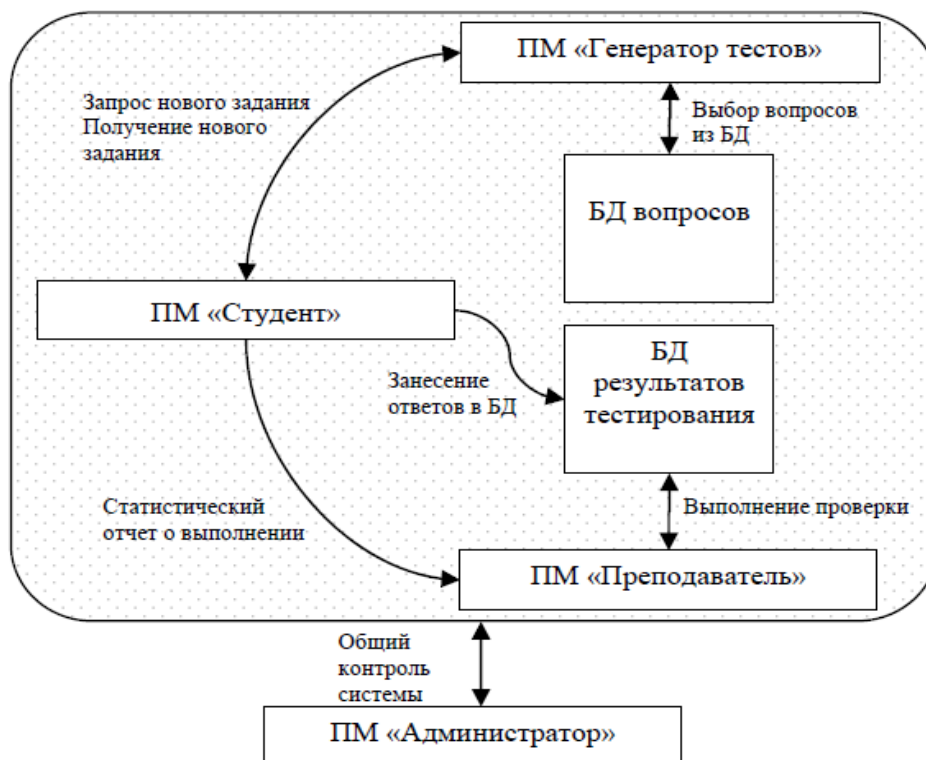 ПМ «Генератор тестов»
Запрос нового задания
Получение нового
задания
Выбор вопросов
из БД
БД вопросов
ПМ «Студент»
БД
результатов
тестирования
Занесение
ответов в БД
Статистический
отчет о выполнении
Выполнение проверки
ПМ «Преподаватель»
Общий
контроль
системы
ПМ «Администратор»